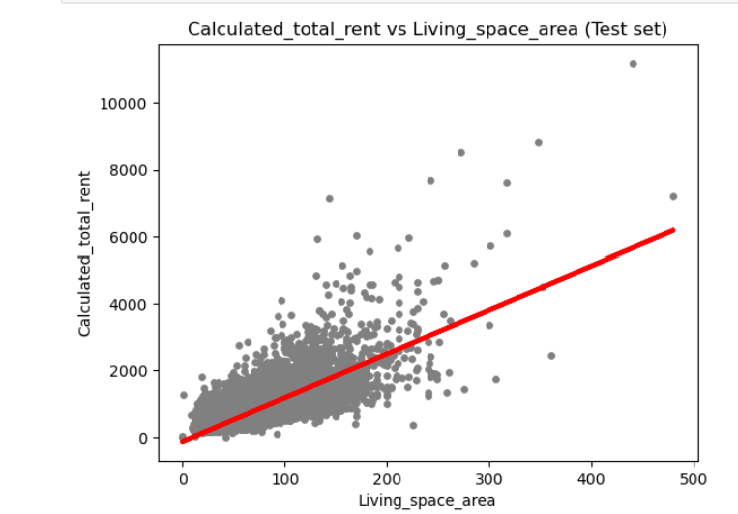 Calculated_total_rent vs Living_space_area (Test set)
Calculated_total_rent
10000
8000
6000
4000
2000
0
0 100 200 300 400 500
Living_space_area